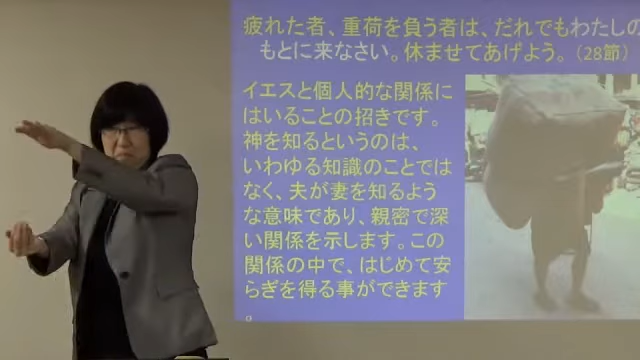 疲れた者、重荷を負う者は、だれでもわたしの
もとに来なさい。休ませてあげよう。（28節）
イエスと個人的な関係に
はいることの招きです。
神を知るというのは、
いわゆる知識のことでは
なく、夫が妻を知るよう
な意味であり、親密で深
い関係を示します。この
関係の中で、はじめて安
らぎを得る事ができます
。